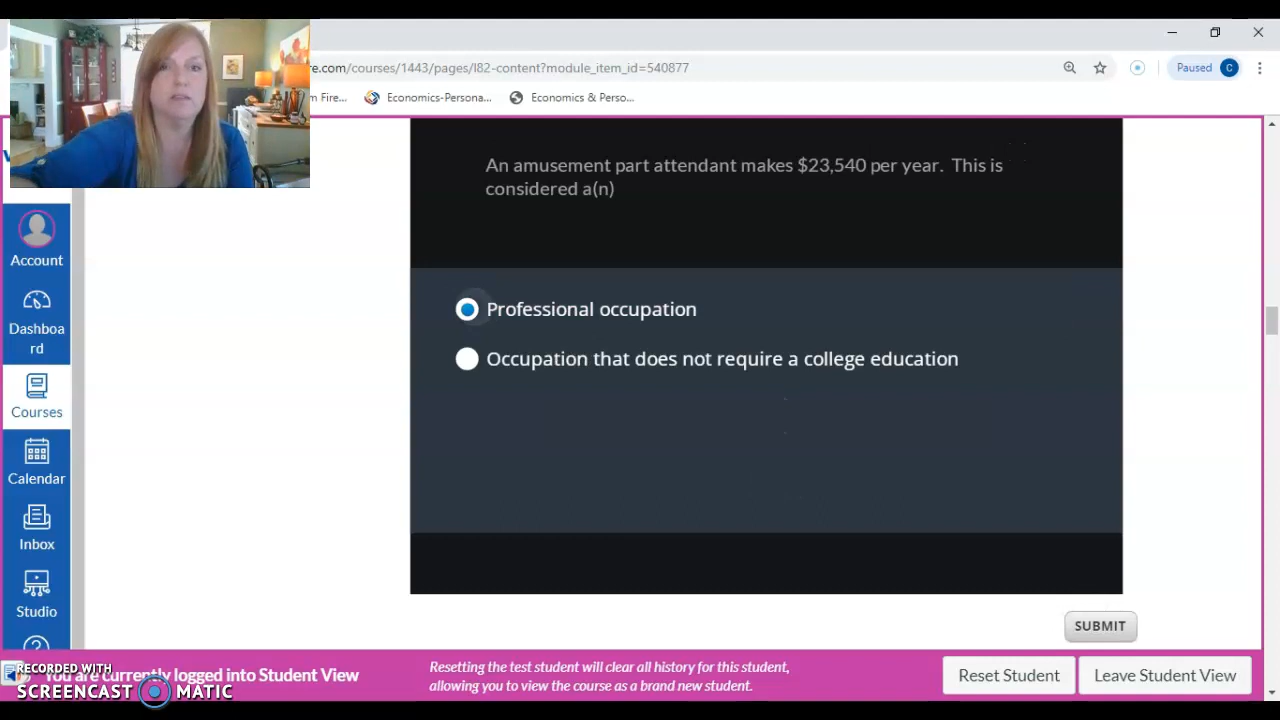 re.com/courses/1443/pages/l82-content?module_item_id=540877
Paused
C
m Fire...
Economics-Persona...
Economics & Perso...
An amusement part attendant makes $23,540 per year. This is
considered a(n)
Professional occupation
Occupation that does not require a college education
Account
Dashboa
rd
Courses
Calendar
Inbox
Studio
SUBMIT
You are currently logged into Student View
Resetting the test student will clear all history for this student,
allowing you to view the course as a brand new student.
Reset Student
Leave Student View
RECORDED WITH
SCREENCAST MATIC